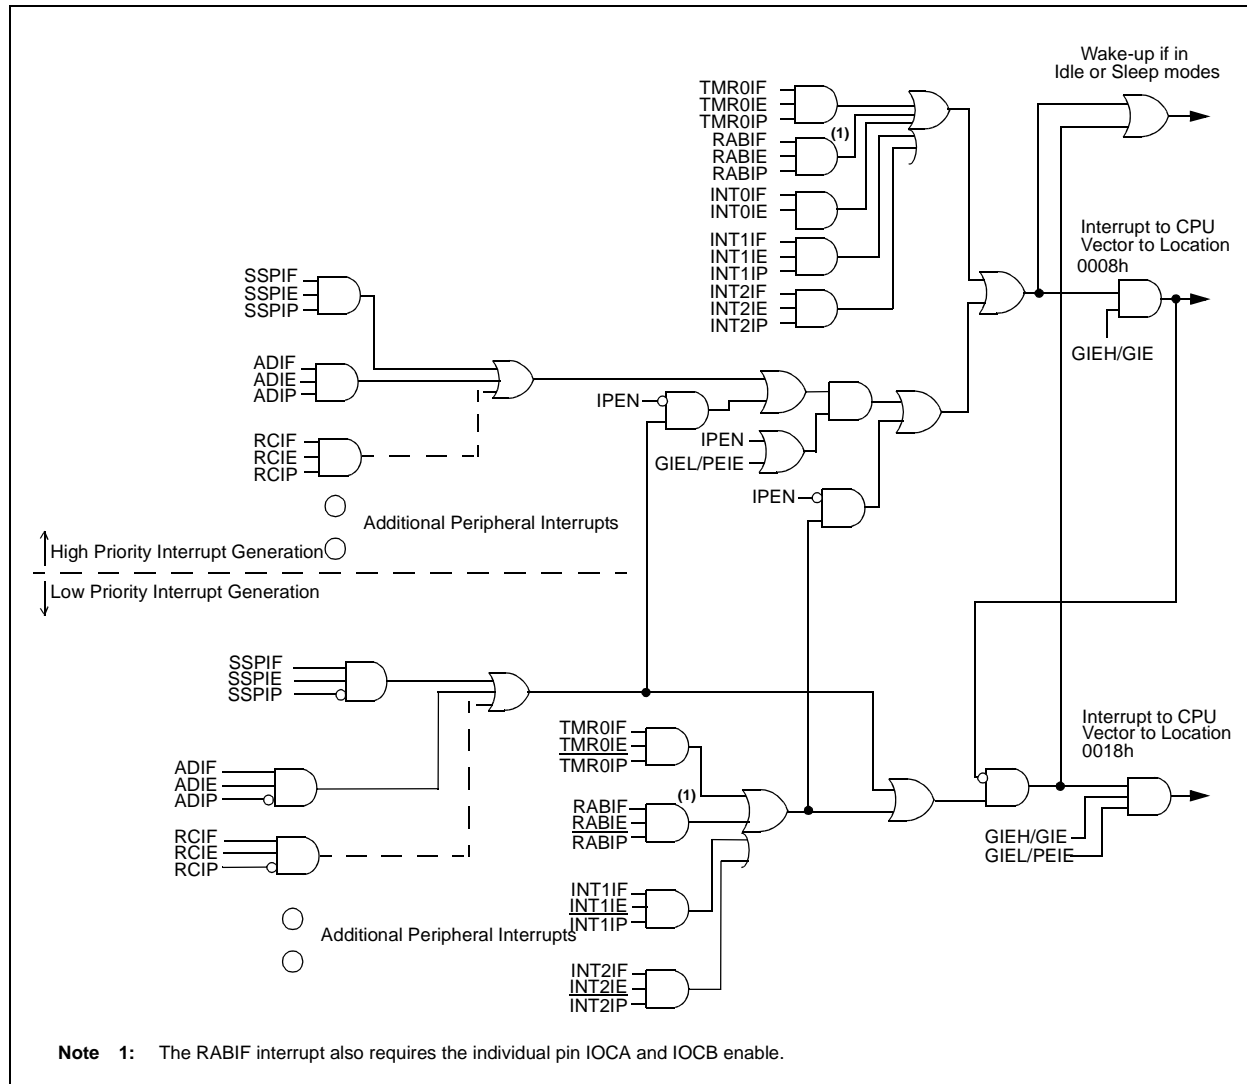 Wake-up if in
Idle or Sleep modes
TMR0IF
TMR0IE
TMR0IP
(1)
RABIF
RABIE
RABIP
INT0IF
INT0IE
INT1IF
INT1IE
INT1IP
INT2IF
INT2IE
INT2IP
Interrupt to CPU
Vector to Location
0008h
GIEH/GIE
SSPIF
SSPIE
SSPIP
ADIF
ADIE
ADIP
RCIF
RCIE
RCIP
IPEN
IPEN
GIEL/PEIE
IPEN
Additional Peripheral Interrupts
High Priority Interrupt Generation
Low Priority Interrupt Generation
SSPIF
SSPIE
SSPIP
ADIF
ADIE
ADIP
RCIF
RCIE
RCIP
Additional Peripheral Interrupts
TMR0IF
TMR0IE
TMR0IP
(1)
RABIF
RABIE
RABIP
INT1IF
INT1IE
INT1IP
INT2IF
INT2IE
INT2IP
Interrupt to CPU
Vector to Location
0018h
GIEH/GIE
GIEL/PEIE
Note 1: The RABIF interrupt also requires the individual pin IOCA and IOCB enable.